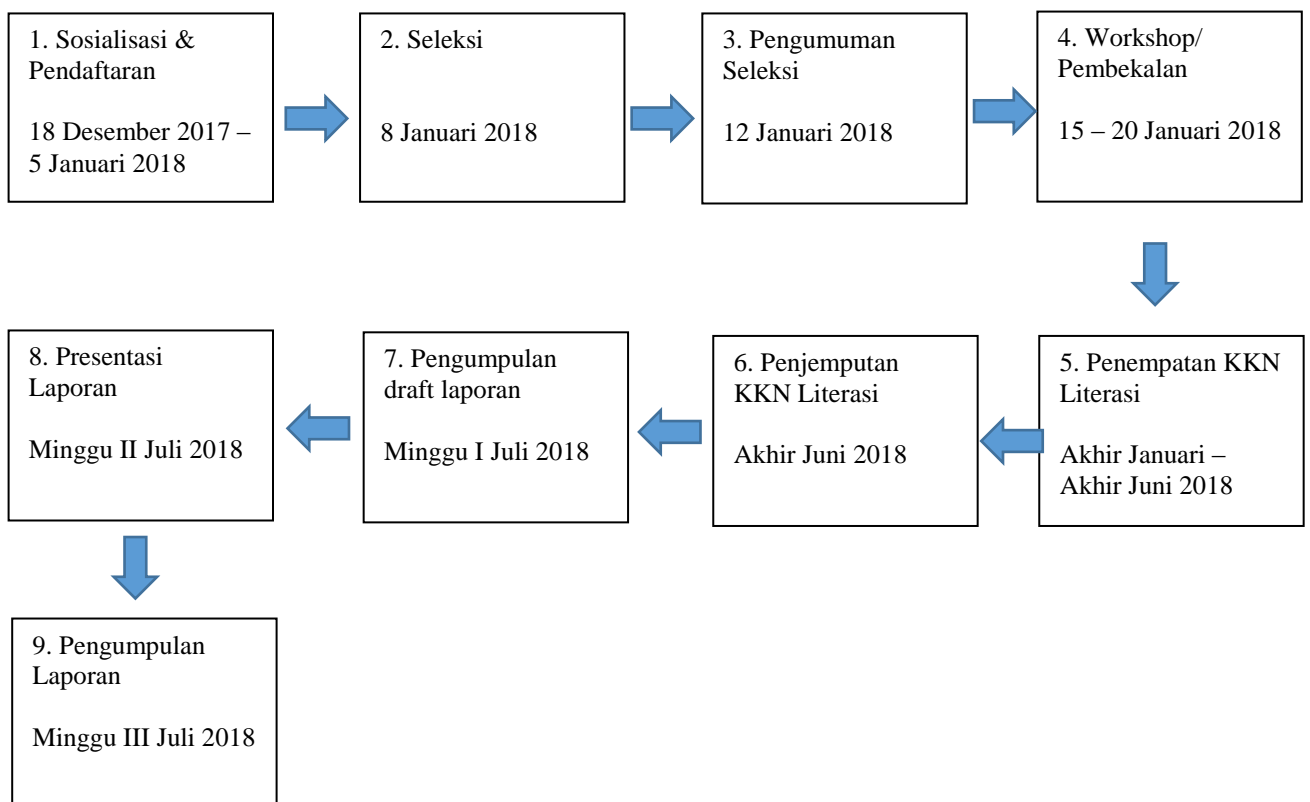 1. Sosialisasi &
Pendaftaran
18 Desember 2017 –
5 Januari 2018
2. Seleksi
8 Januari 2018
3. Pengumuman
Seleksi
12 Januari 2018
4. Workshop/
Pembekalan
15 – 20 Januari 2018
5. Penempatan KKN
Literasi
Akhir Januari –
Akhir Juni 2018
6. Penjemputan
KKN Literasi
Akhir Juni 2018
7. Pengumpulan
draft laporan
Minggu I Juli 2018
8. Presentasi
Laporan
Minggu II Juli 2018
9. Pengumpulan
Laporan
Minggu III Juli 2018